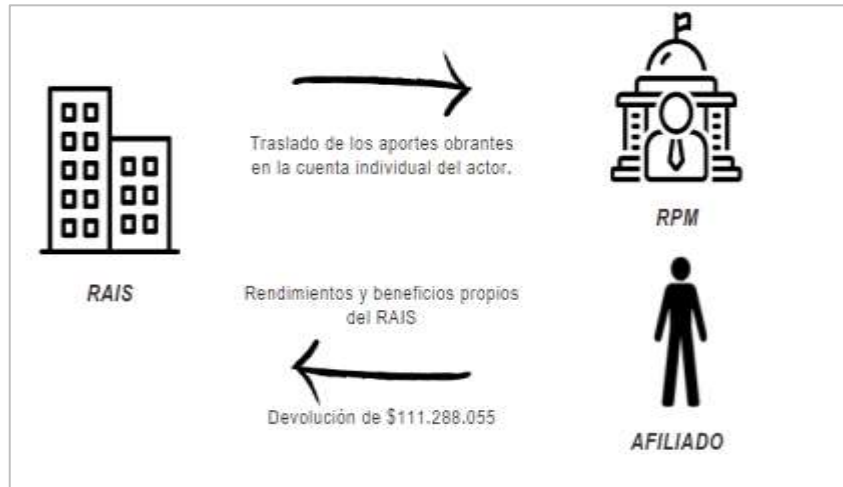 Traslado de los aportes obrantes
en la cuenta individual del actor.
RPM
RAIS
Rendimientos y beneficios propios
del RAIS
Devolución de $111.288.055
AFILIADO